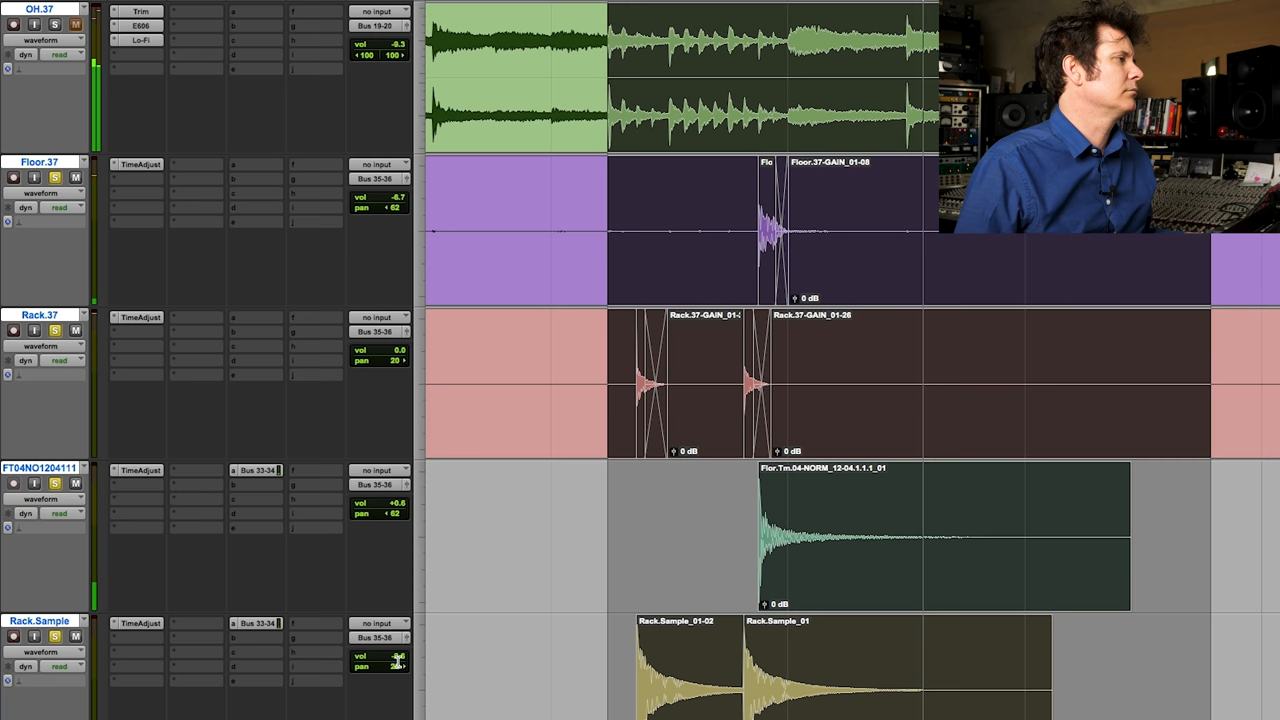 OH.37
I S M
waveform
dyn read
Trim
E606
Lo-Fi
a f
b g
c h
d i
e j
no input
Bus 19-20
vol -9.3
100 100
Floor.37
I S M
waveform
dyn read
TimeAdjust
a f
b g
c h
d i
e j
no input
Bus 35-36
vol -6.7
pan 62
Flo
Floor.37-GAIN_01-08
0 dB
Rack.37
I S M
waveform
dyn read
TimeAdjust
a f
b g
c h
d i
e j
no input
Bus 35-36
vol 0.0
pan 20
Rack.37-GAIN_01-
Rack.37-GAIN_01-26
0 dB
0 dB
FT04NO1204111
I S M
waveform
dyn read
TimeAdjust
a Bus 33-34 f
b g
c h
d i
e j
no input
Bus 35-36
vol +0.6
pan 62
Flor.Tm.04-NORM_12-04.1.1.1_01
0 dB
Rack.Sample
I S M
waveform
dyn read
TimeAdjust
a Bus 33-34 f
b g
c h
d i
e j
no input
Bus 35-36
vol
pan
Rack.Sample_01-02
Rack.Sample_01